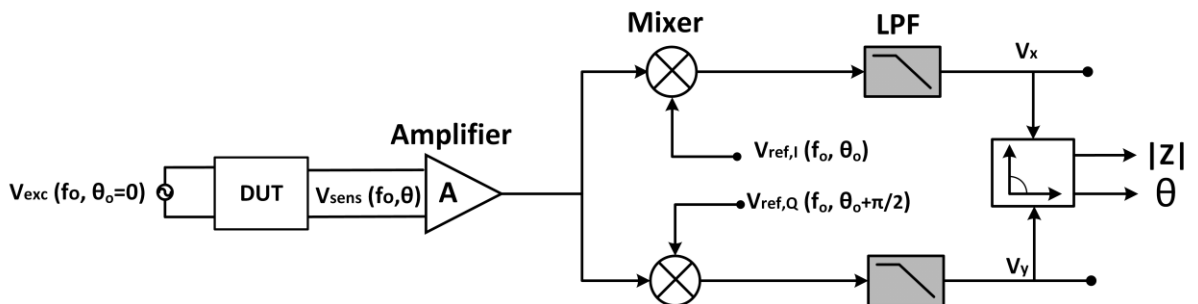 Mixer
LPF
Vx
Amplifier
Vref,I (fo, θo)
|Z|
Vexc (fo, θo=0)
DUT
Vsens (fo,θ)
A
θ
Vref,Q (fo, θo+π/2)
Vy